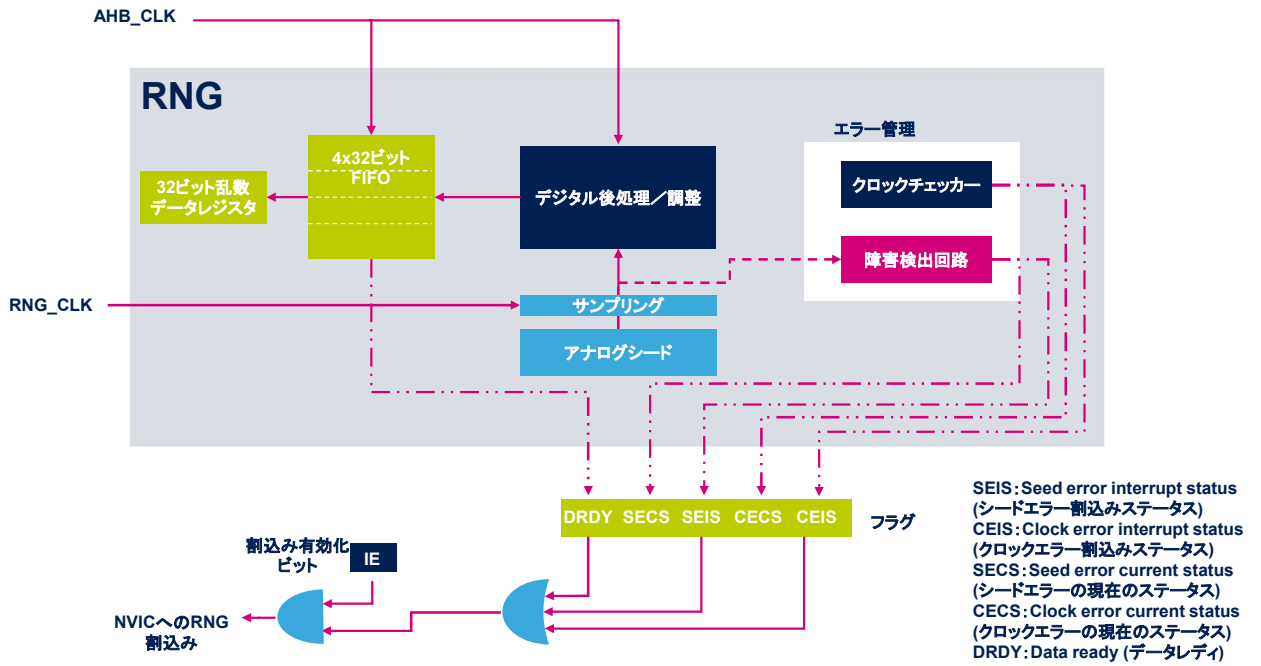 AHB_CLK
RNG
エラー管理
4x32ビット
FIFO
クロックチェッカー
32ビット乱数
データレジスタ
デジタル後処理／調整
障害検出回路
RNG_CLK
サンプリング
アナログシード
DRDY SECS SEIS CECS CEIS
フラグ
SEIS：Seed error interrupt status
(シードエラー割込みステータス)
CEIS：Clock error interrupt status
(クロックエラー割込みステータス)
SECS：Seed error current status
(シードエラーの現在のステータス)
CECS：Clock error current status
(クロックエラーの現在のステータス)
DRDY：Data ready (データレディ)
割込み有効化
ビット
IE
NVICへのRNG
割込み